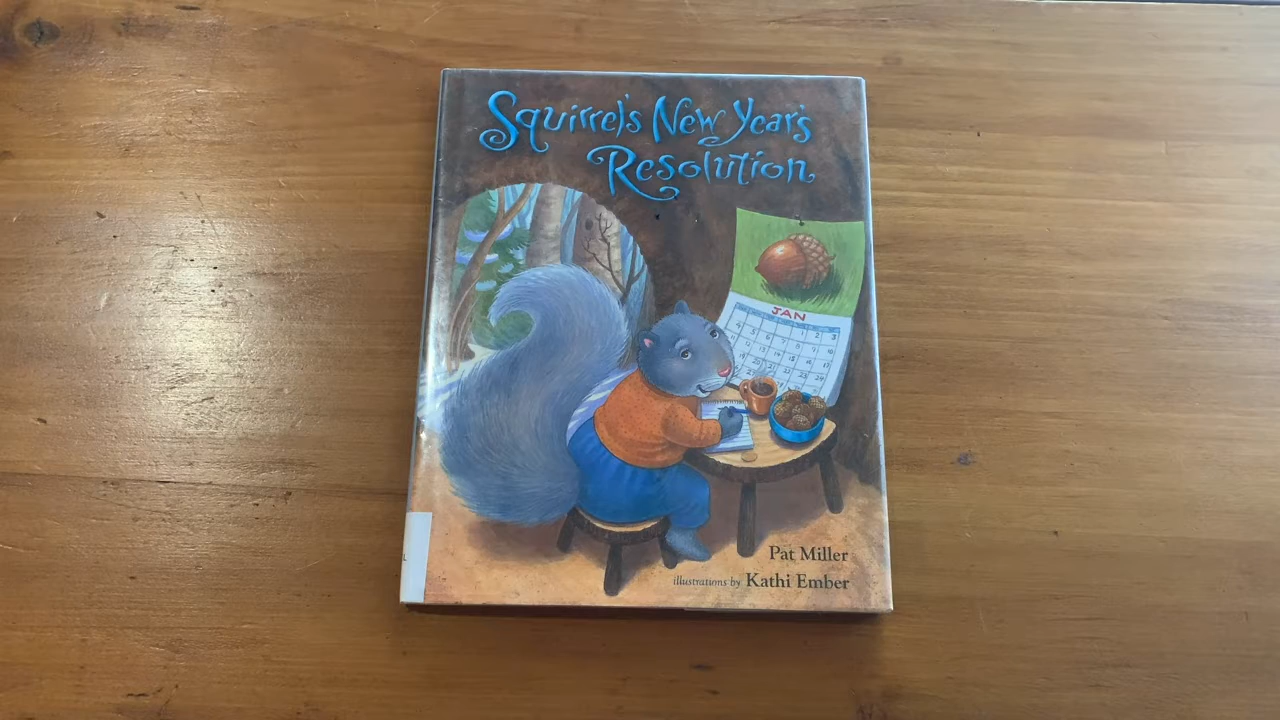 Squirrel's New Year's
Resolution
JAN
Pat Miller
illustrations by Kathi Ember